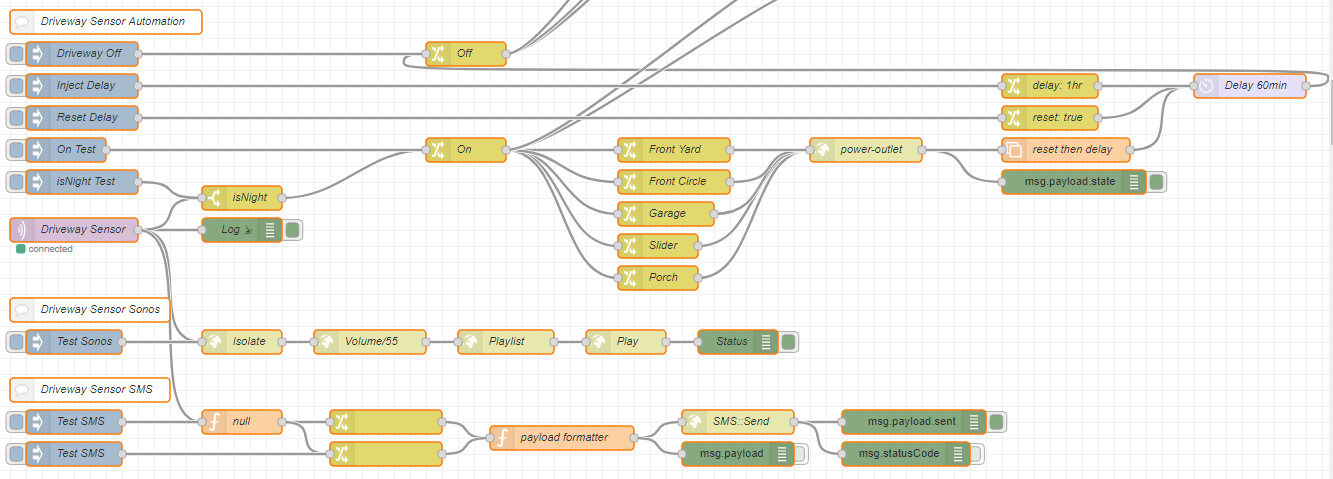 Driveway Sensor Automation
Driveway Off
Off
Inject Delay
delay: 1hr
Delay 60min
Reset Delay
reset: true
On Test
On
Front Yard
power-outlet
reset then delay
isNight Test
Front Circle
msg.payload.state
isNight
Garage
Driveway Sensor
Log ⇲
connected
Slider
Porch
Driveway Sensor Sonos
Test Sonos
Isolate
Volume/55
Playlist
Play
Status
Driveway Sensor SMS
Test SMS
null
SMS::Send
msg.payload.sent
payload formatter
Test SMS
msg.payload
msg.statusCode